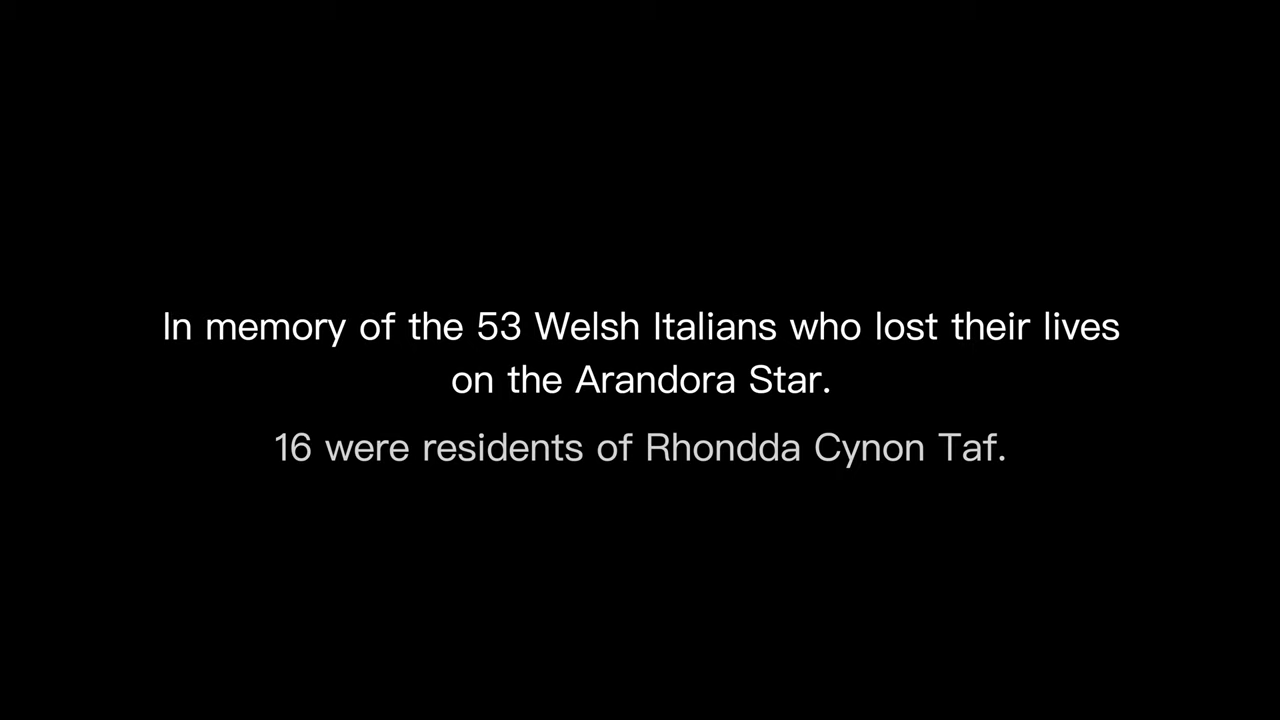 In memory of the 53 Welsh Italians who lost their lives
on the Arandora Star.
16 were residents of Rhondda Cynon Taf.